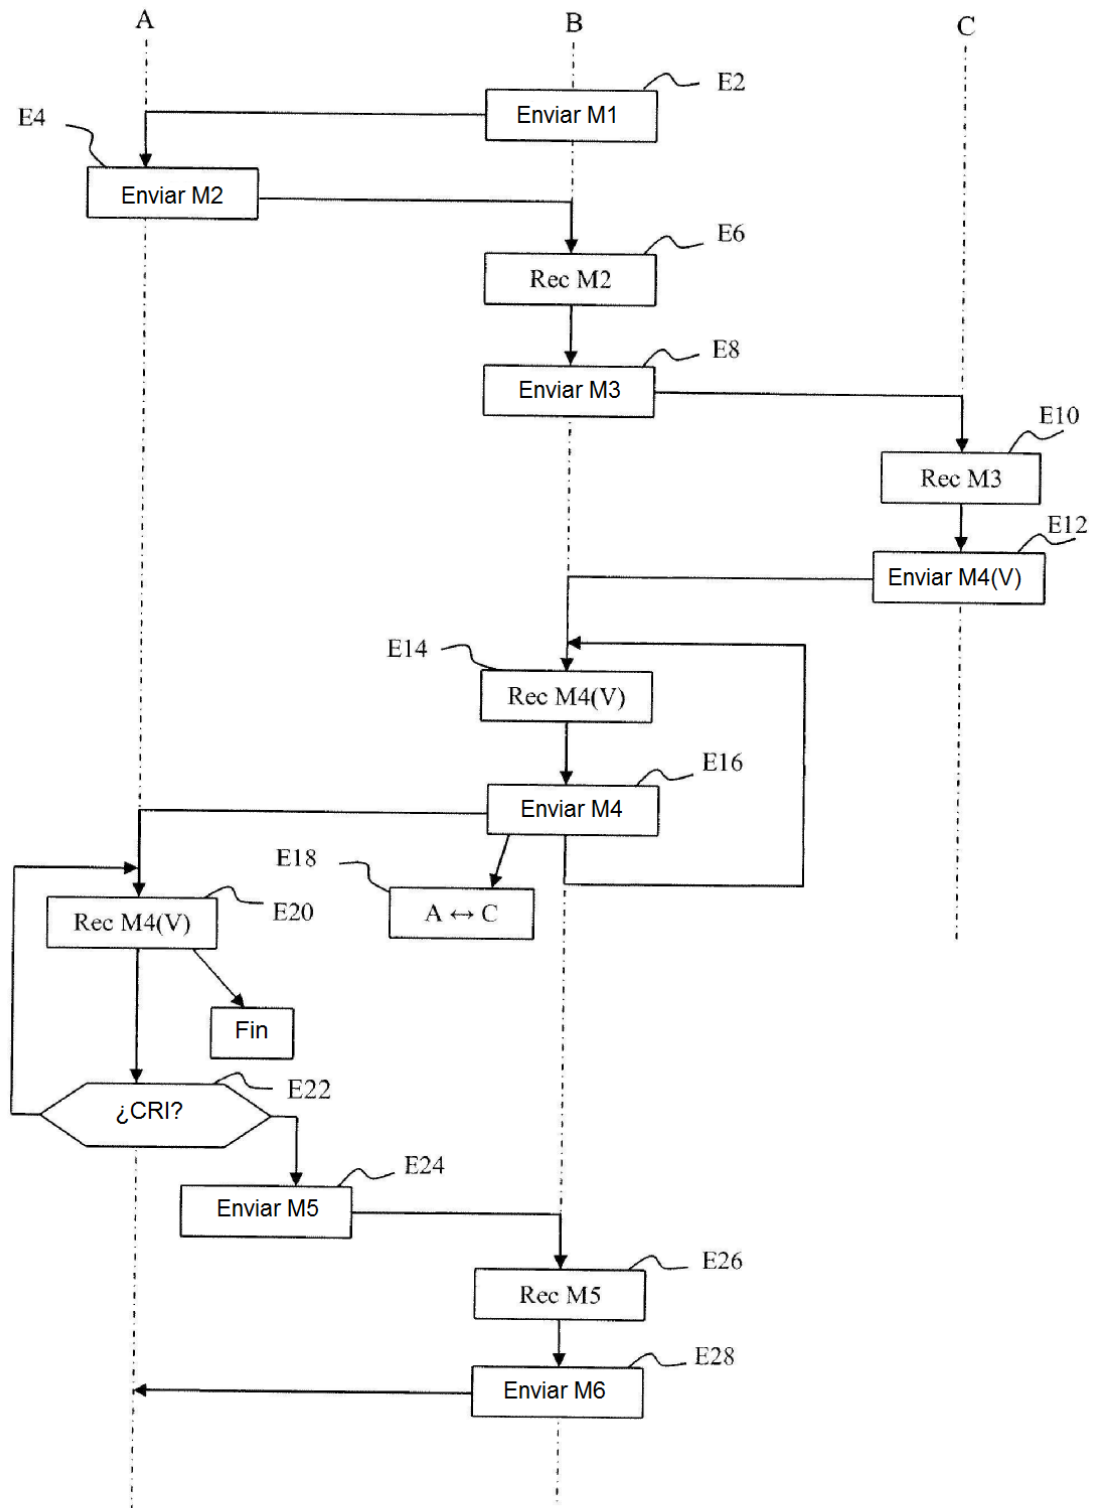 A
B
C
E2
Enviar M1
E4
Enviar M2
E6
Rec M2
E8
Enviar M3
E10
Rec M3
E12
Enviar M4(V)
E14
Rec M4(V)
E16
Enviar M4
E18
A ↔ C
E20
Rec M4(V)
Fin
E22
¿CRI?
E24
Enviar M5
E26
Rec M5
E28
Enviar M6